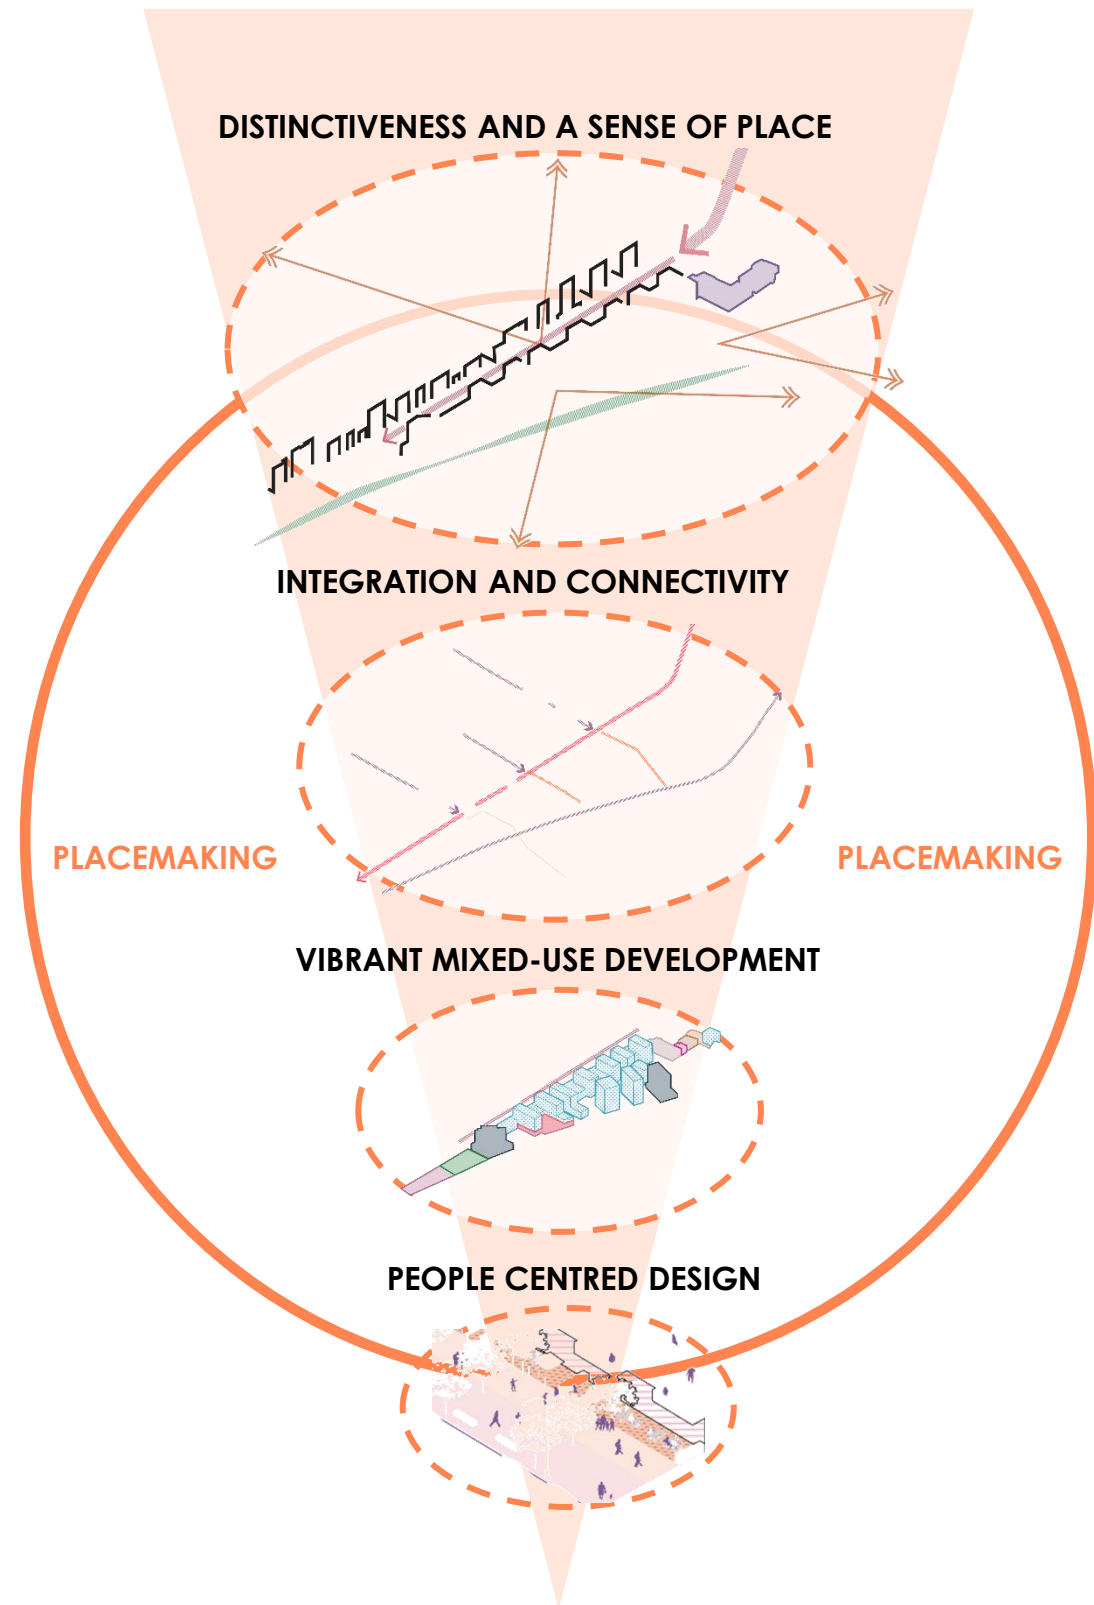 DISTINCTIVENESS AND A SENSE OF PLACE
INTEGRATION AND CONNECTIVITY
PLACEMAKING
PLACEMAKING
VIBRANT MIXED-USE DEVELOPMENT
PEOPLE CENTRED DESIGN